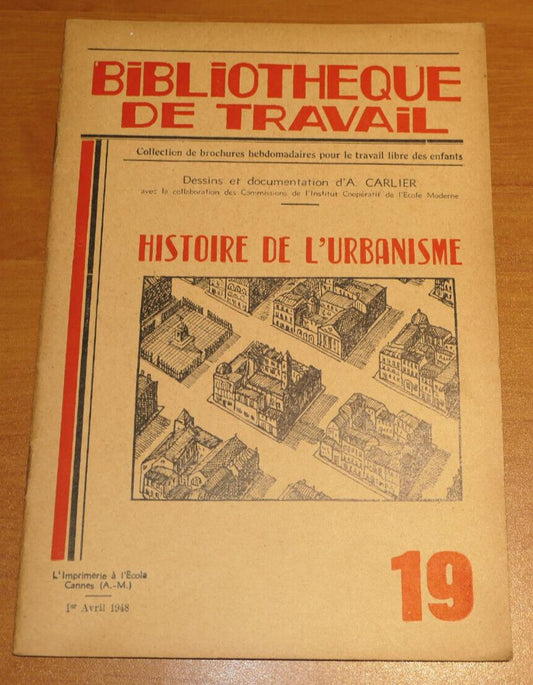 BiBLiOTHEQUE
DE TRAVAiL
Collection de brochures hebdomadaires pour le travail libre des enfants
Dessins et documentation d'A. CARLIER
avec la collaboration des Commissions de l'Institut Coopératif de l'Ecole Moderne
HISTOIRE DE L'URBANISME
L'Imprimerie à l'Ecole
Cannes (A.-M.)
1er Avril 1948
19